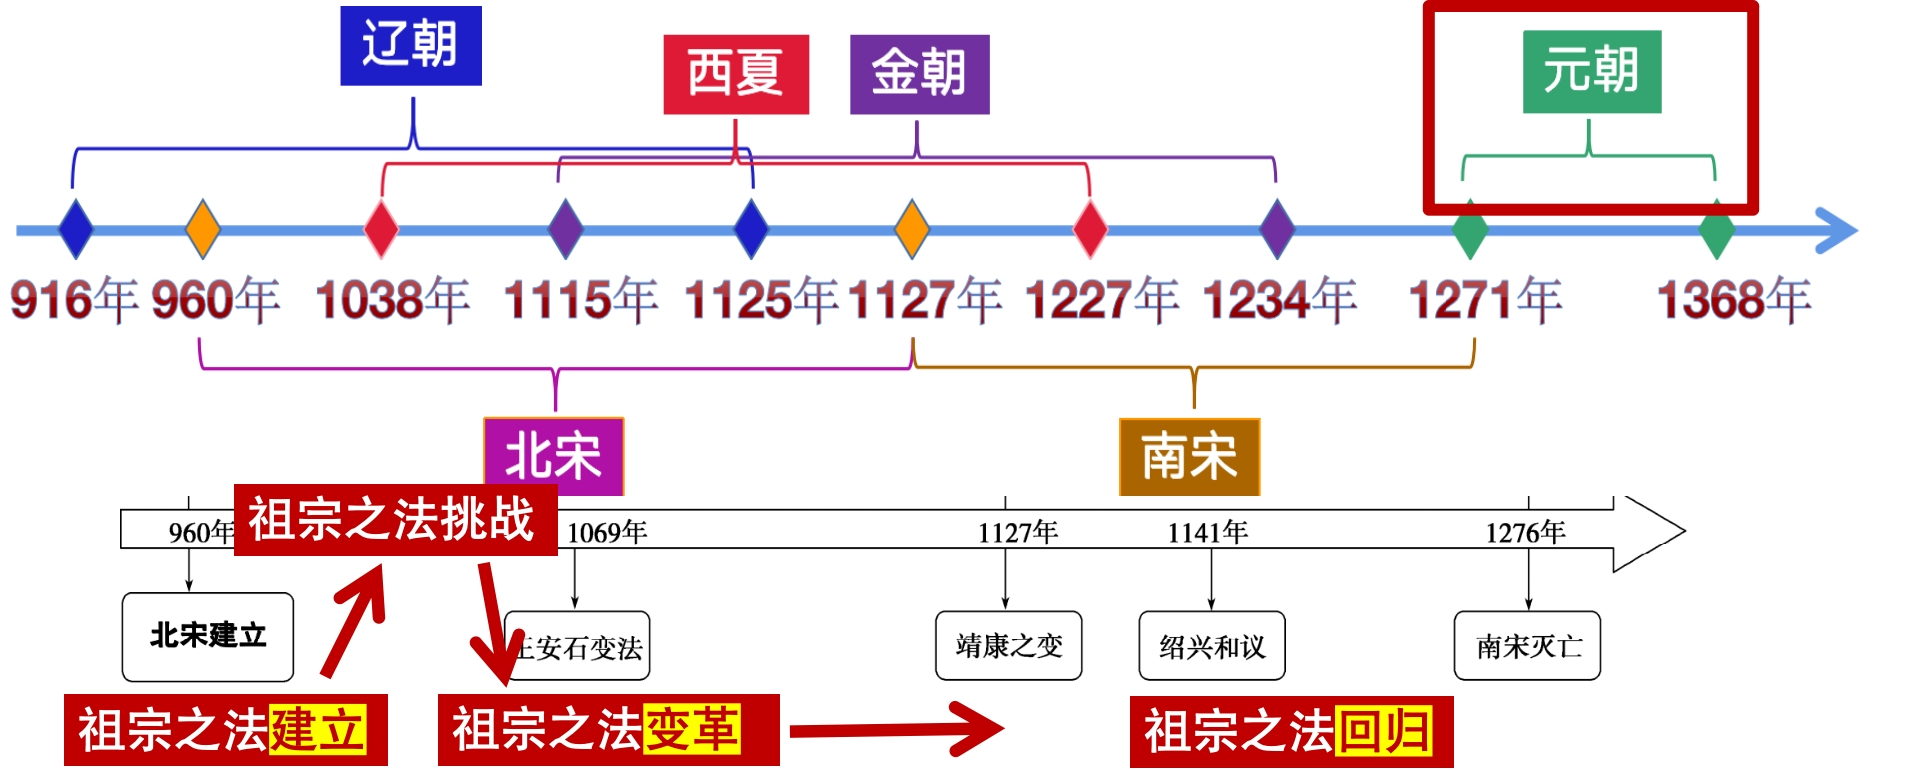 辽朝
西夏
金朝
元朝
916年
960年
1038年
1115年
1125年
1127年
1227年
1234年
1271年
1368年
北宋
南宋
祖宗之法挑战
960年
1069年
1127年
1141年
1276年
北宋建立
王安石变法
靖康之变
绍兴和议
南宋灭亡
祖宗之法建立
祖宗之法变革
祖宗之法回归